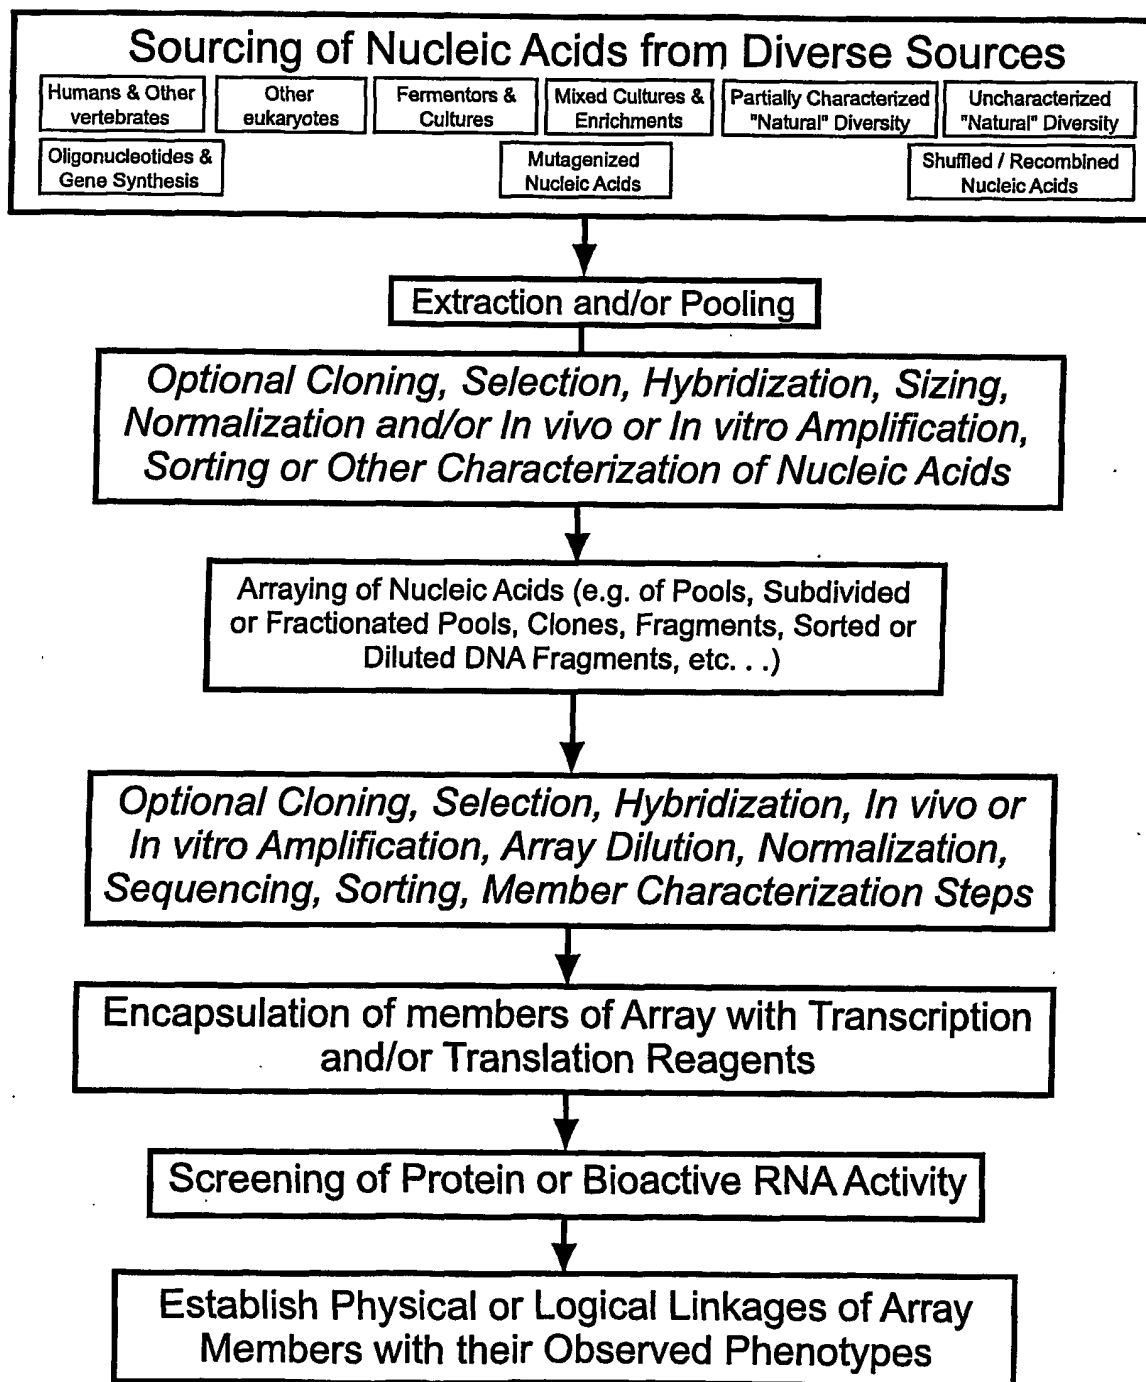 Sourcing of Nucleic Acids from Diverse Sources
Humans & Other
vertebrates
Other
eukaryotes
Fermentors &
Cultures
Mixed Cultures &
Enrichments
Partially Characterized
"Natural" Diversity
Uncharacterized
"Natural" Diversity
Oligonucleotides &
Gene Synthesis
Mutagenized
Nucleic Acids
Shuffled / Recombined
Nucleic Acids
Extraction and/or Pooling
Optional Cloning, Selection, Hybridization, Sizing,
Normalization and/or In vivo or In vitro Amplification,
Sorting or Other Characterization of Nucleic Acids
Arraying of Nucleic Acids (e.g. of Pools, Subdivided
or Fractionated Pools, Clones, Fragments, Sorted or
Diluted DNA Fragments, etc. . .)
Optional Cloning, Selection, Hybridization, In vivo or
In vitro Amplification, Array Dilution, Normalization,
Sequencing, Sorting, Member Characterization Steps
Encapsulation of members of Array with Transcription
and/or Translation Reagents
Screening of Protein or Bioactive RNA Activity
Establish Physical or Logical Linkages of Array
Members with their Observed Phenotypes